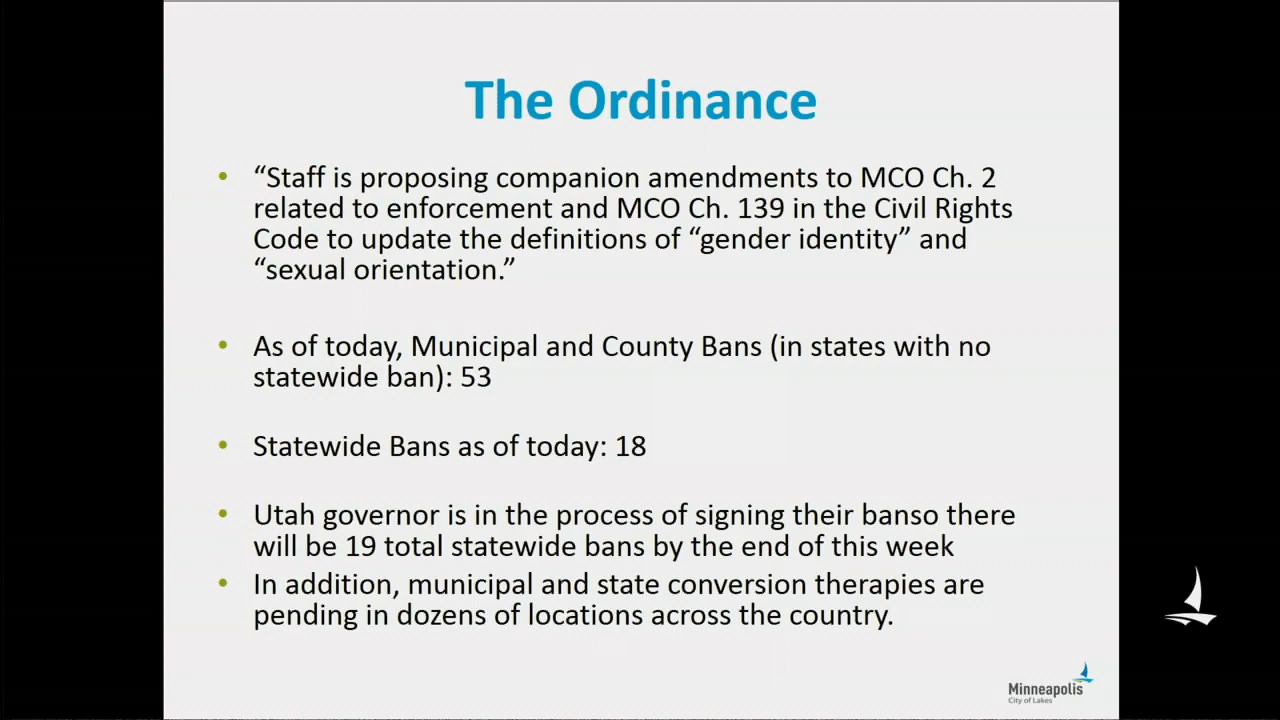 The Ordinance
• “Staff is proposing companion amendments to MCO Ch. 2
related to enforcement and MCO Ch. 139 in the Civil Rights
Code to update the definitions of “gender identity” and
“sexual orientation.”
• As of today, Municipal and County Bans (in states with no
statewide ban): 53
• Statewide Bans as of today: 18
• Utah governor is in the process of signing their banso there
will be 19 total statewide bans by the end of this week
• In addition, municipal and state conversion therapies are
pending in dozens of locations across the country.
Minneapolis
City of Lakes